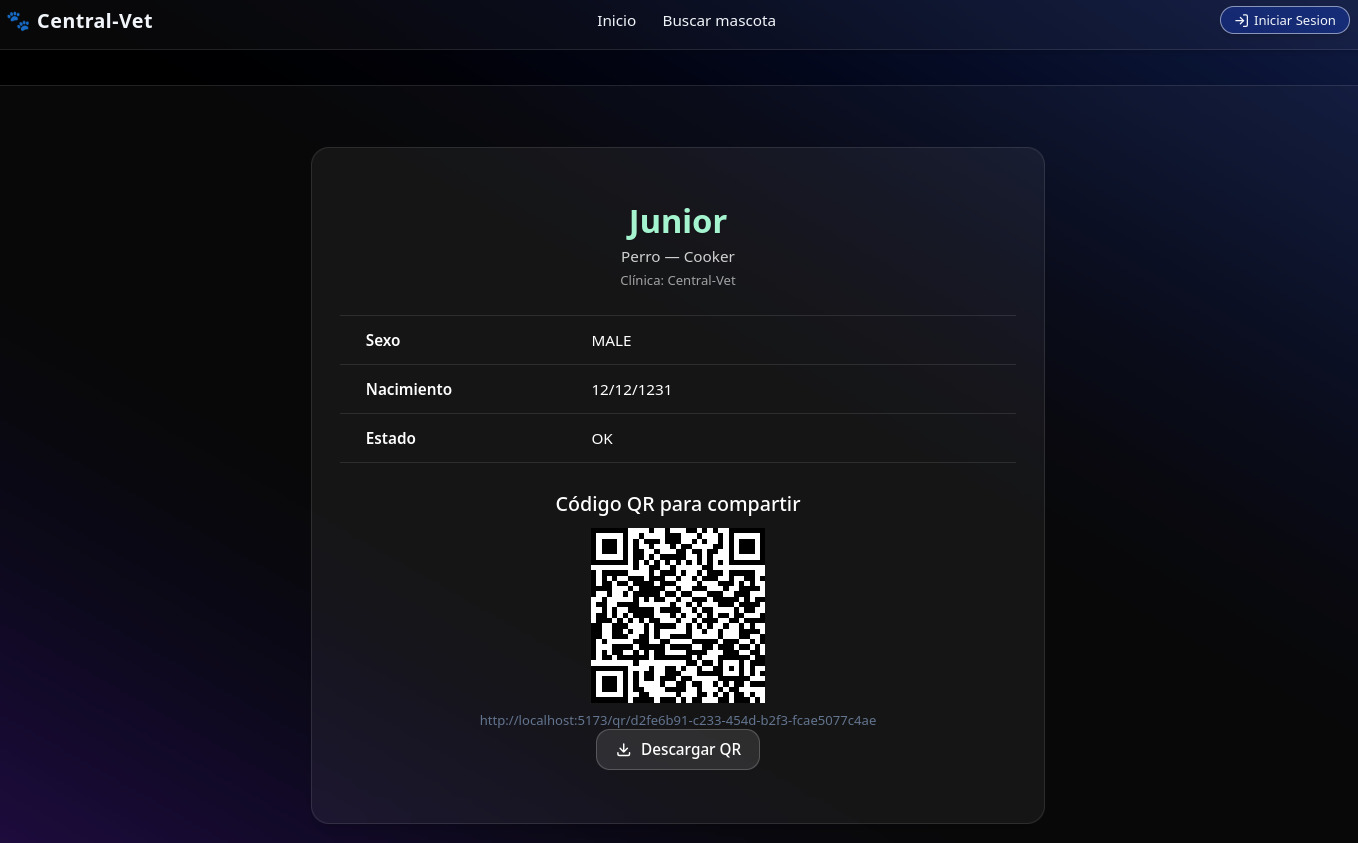 Central-Vet
Inicio
Buscar mascota
Iniciar Sesion
Junior
Perro — Cooker
Clínica: Central-Vet
Sexo MALE
Nacimiento 12/12/1231
Estado OK
Código QR para compartir
http://localhost:5173/qr/d2fe6b91-c233-454d-b2f3-fcae5077c4ae
Descargar QR